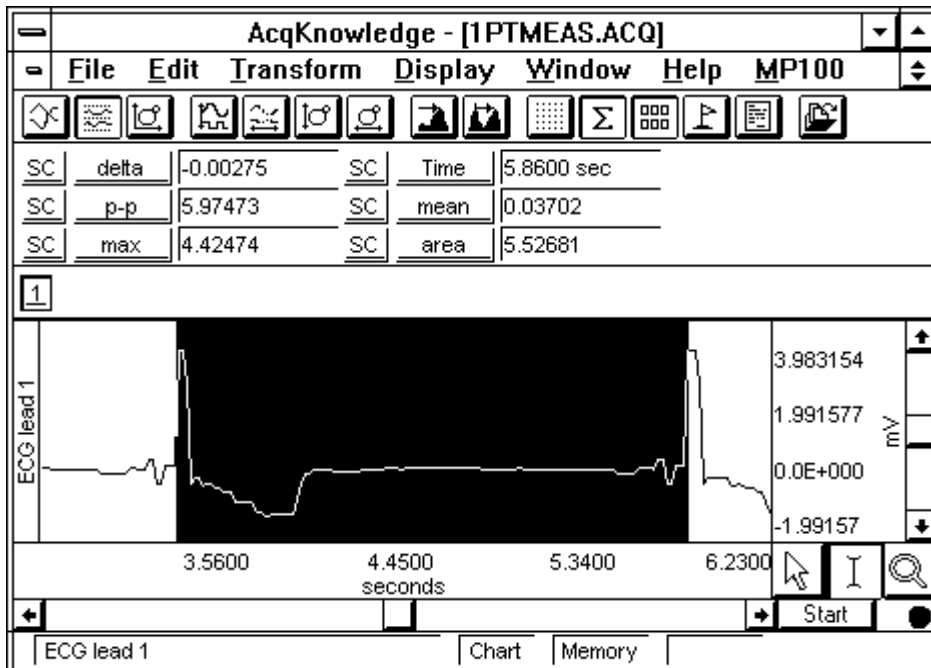 AcqKnowledge - [1PTMEAS.ACQ]
File Edit Transform Display Window Help MP100
Σ
SC delta -0.00275 SC Time 5.8600 sec
SC p-p 5.97473 SC mean 0.03702
SC max 4.42474 SC area 5.52681
1
ECG lead 1
3.983154
1.991577
0.0E+000
-1.99157
mV
3.5600 4.4500 5.3400 6.2300
seconds
Start
ECG lead 1 Chart Memory